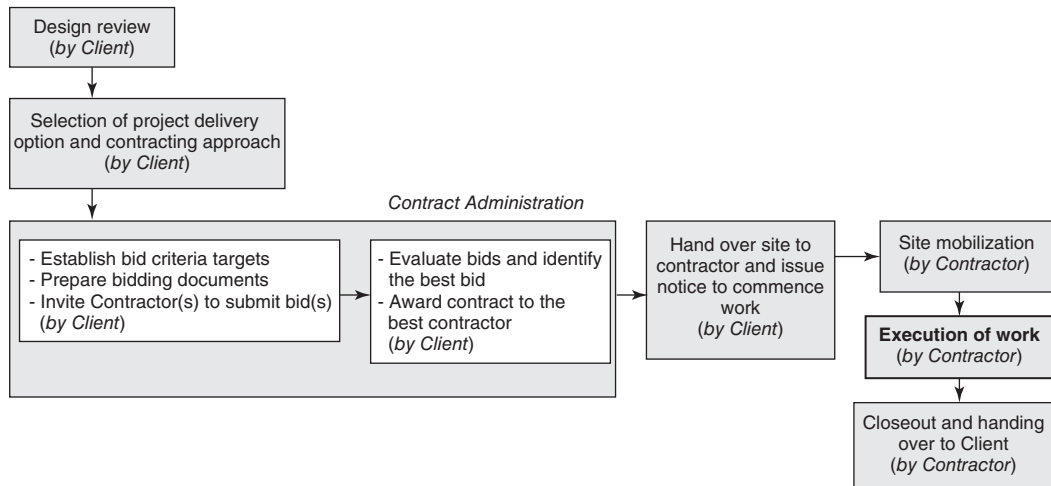 Design review
(by Client)
Selection of project delivery
option and contracting approach
(by Client)
Contract Administration
- Establish bid criteria targets
- Prepare bidding documents
- Invite Contractor(s) to submit bid(s)
(by Client)
- Evaluate bids and identify
the best bid
- Award contract to the
best contractor
(by Client)
Hand over site to
contractor and issue
notice to commence
work
(by Client)
Site mobilization
(by Contractor)
Execution of work
(by Contractor)
Closeout and handing
over to Client
(by Contractor)